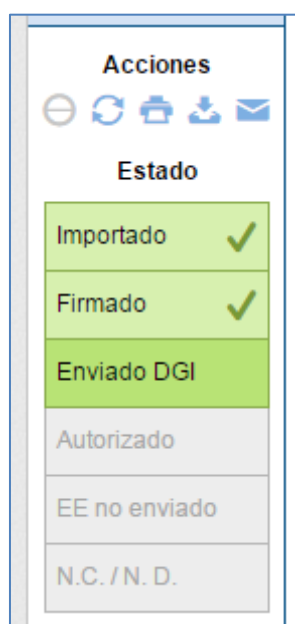 Acciones
Estado
Importado
Firmado
Enviado DGI
Autorizado
EE no enviado
N.C. / N. D.